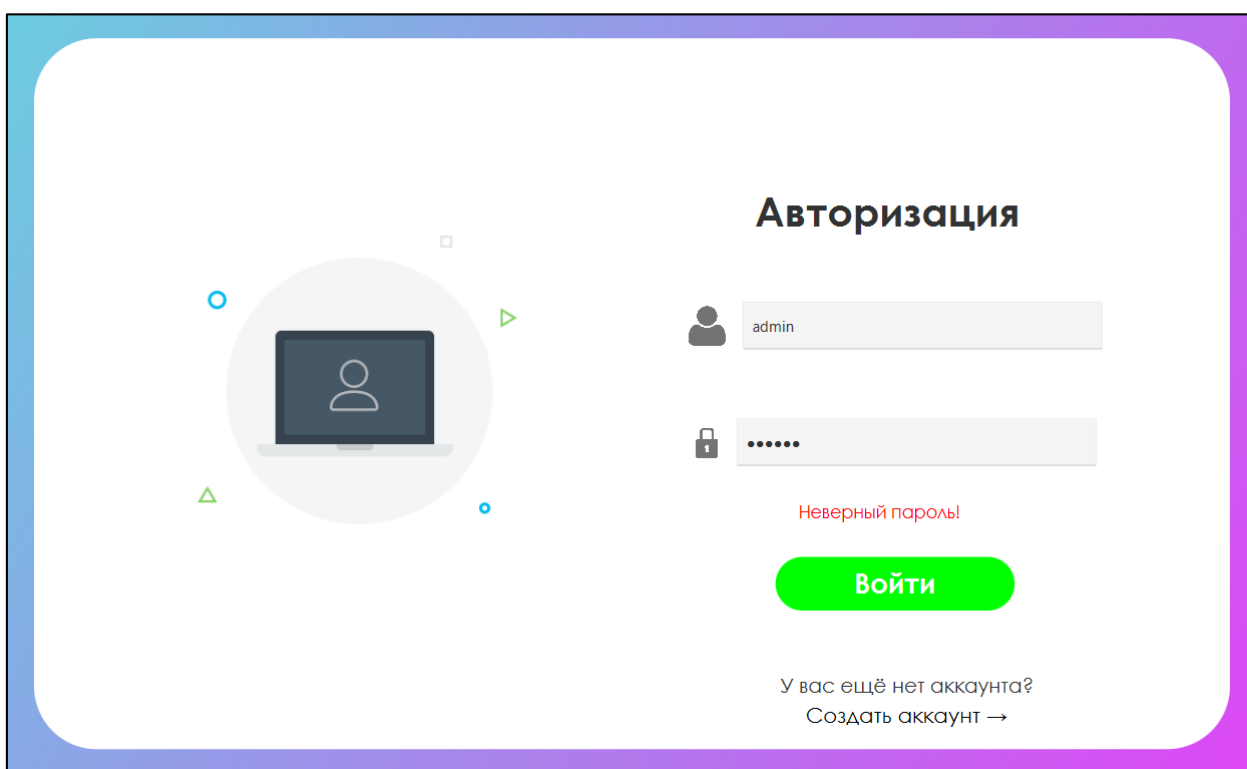 Авторизация
admin
••••••
Неверный пароль!
Войти
У вас ещё нет аккаунта?
Создать аккаунт →